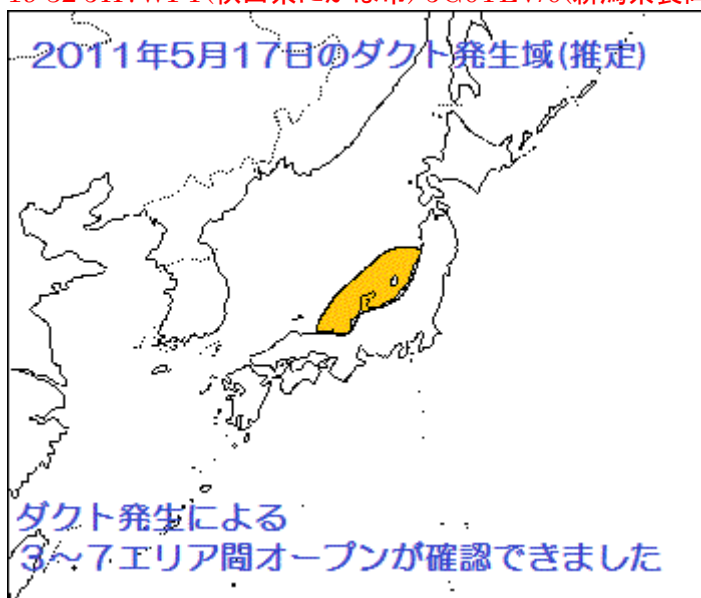 2011年5月17日のダクト発生域(推定)
ダクト発生による
3～7エリア間オープンが確認できました